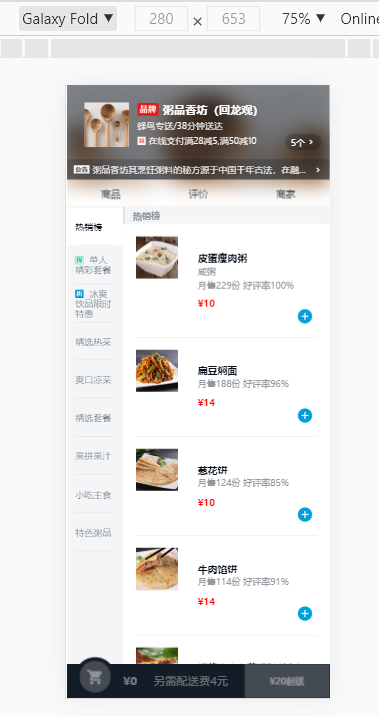 Galaxy Fold ▼ 280 × 653 75% ▼ Online
品牌 粥品香坊（回龙观）
蜂鸟专送/38分钟送达
减 在线支付满28减5,满50减10
5个 >
公告 粥品香坊其烹饪粥料的秘方源于中国千年古法，在融... >
商品 评价 商家
热销榜
单人
精彩套餐
折 冰爽
饮品限时
特惠
精选热菜
爽口凉菜
精选套餐
果拼果汁
小吃主食
特色粥品
热销榜
皮蛋瘦肉粥
咸粥
月售229份 好评率100%
¥10
扁豆焖面
月售188份 好评率96%
¥14
葱花饼
月售124份 好评率85%
¥10
牛肉馅饼
月售114份 好评率91%
¥14
¥0 另需配送费4元 ¥20起送